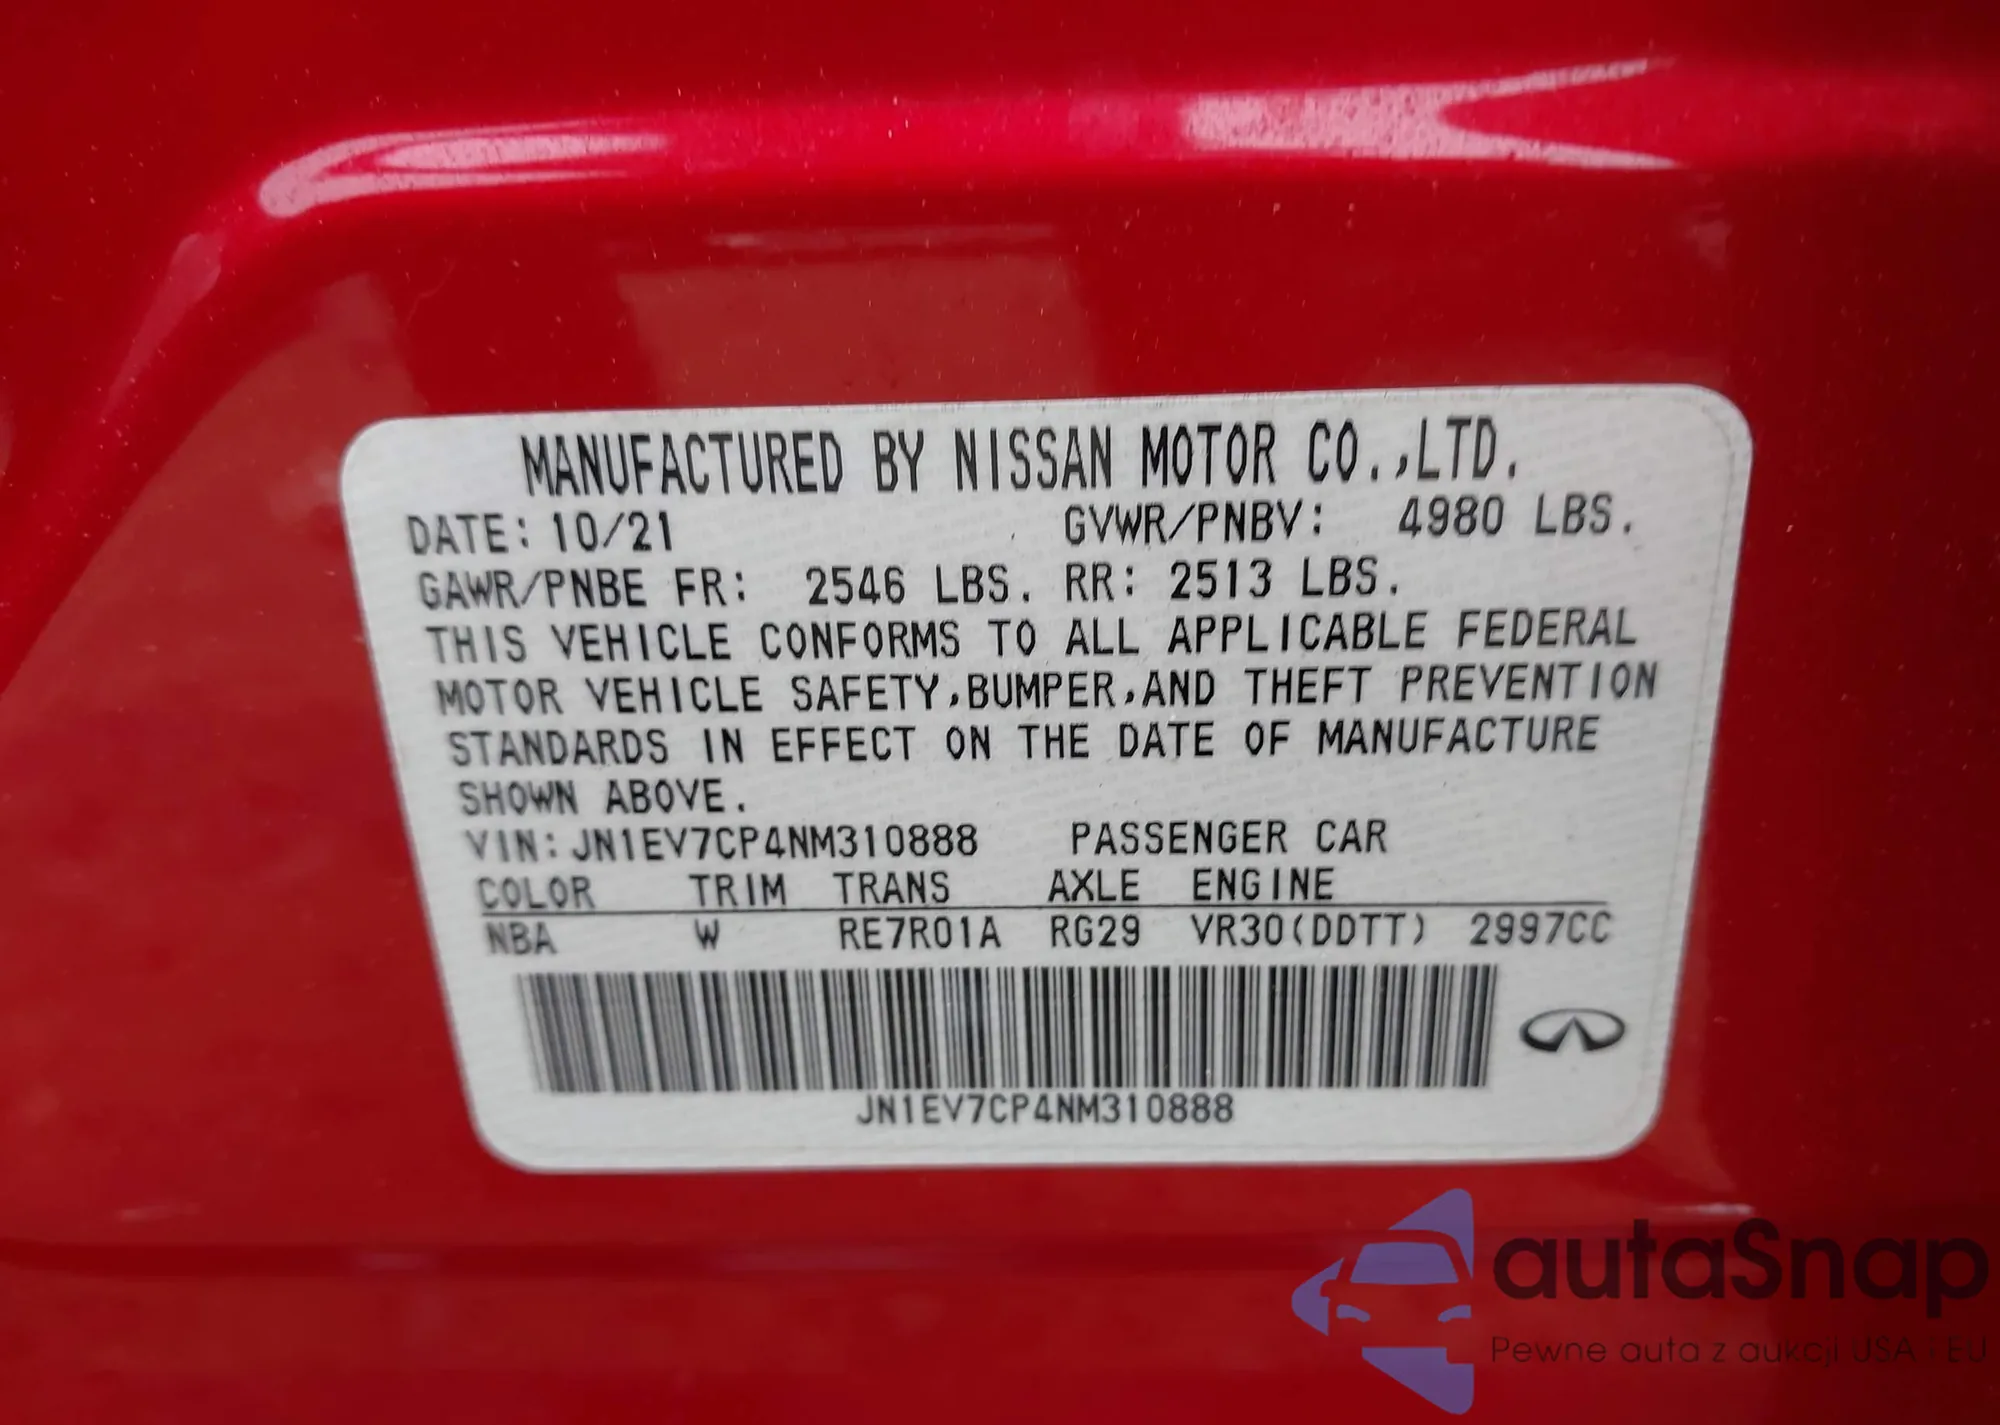 MANUFACTURED BY NISSAN MOTOR CO.,LTD.
DATE: 10/21 GVWR/PNBV: 4980 LBS.
GAWR/PNBE FR: 2546 LBS. RR: 2513 LBS.
THIS VEHICLE CONFORMS TO ALL APPLICABLE FEDERAL
MOTOR VEHICLE SAFETY,BUMPER,AND THEFT PREVENTION
STANDARDS IN EFFECT ON THE DATE OF MANUFACTURE
SHOWN ABOVE.
VIN: JN1EV7CP4NM310888 PASSENGER CAR
COLOR TRIM TRANS AXLE ENGINE
NBA W RE7R01A RG29 VR30(DDTT) 2997CC
JN1EV7CP4NM310888
autaSnap
Pewne auta z aukcji USA i EU